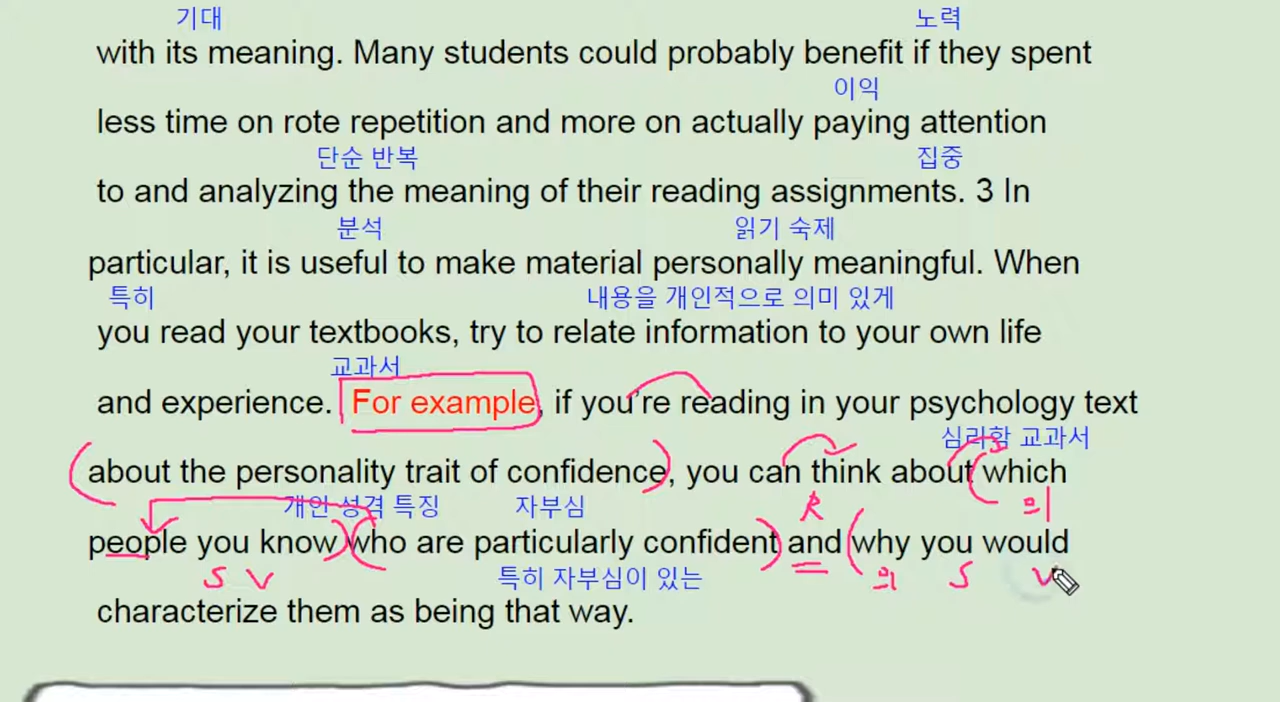 기대 노력
with its meaning. Many students could probably benefit if they spent
이익
less time on rote repetition and more on actually paying attention
단순 반복 집중
to and analyzing the meaning of their reading assignments. 3 In
분석 읽기 숙제
particular, it is useful to make material personally meaningful. When
특히 내용을 개인적으로 의미 있게
you read your textbooks, try to relate information to your own life
교과서
and experience. For example, if you're reading in your psychology text
심리학 교과서
about the personality trait of confidence, you can think about which
개인 성격 특징 자부심 R 의
people you know who are particularly confident and why you would
S V 특히 자부심이 있는 의 S V
characterize them as being that way.